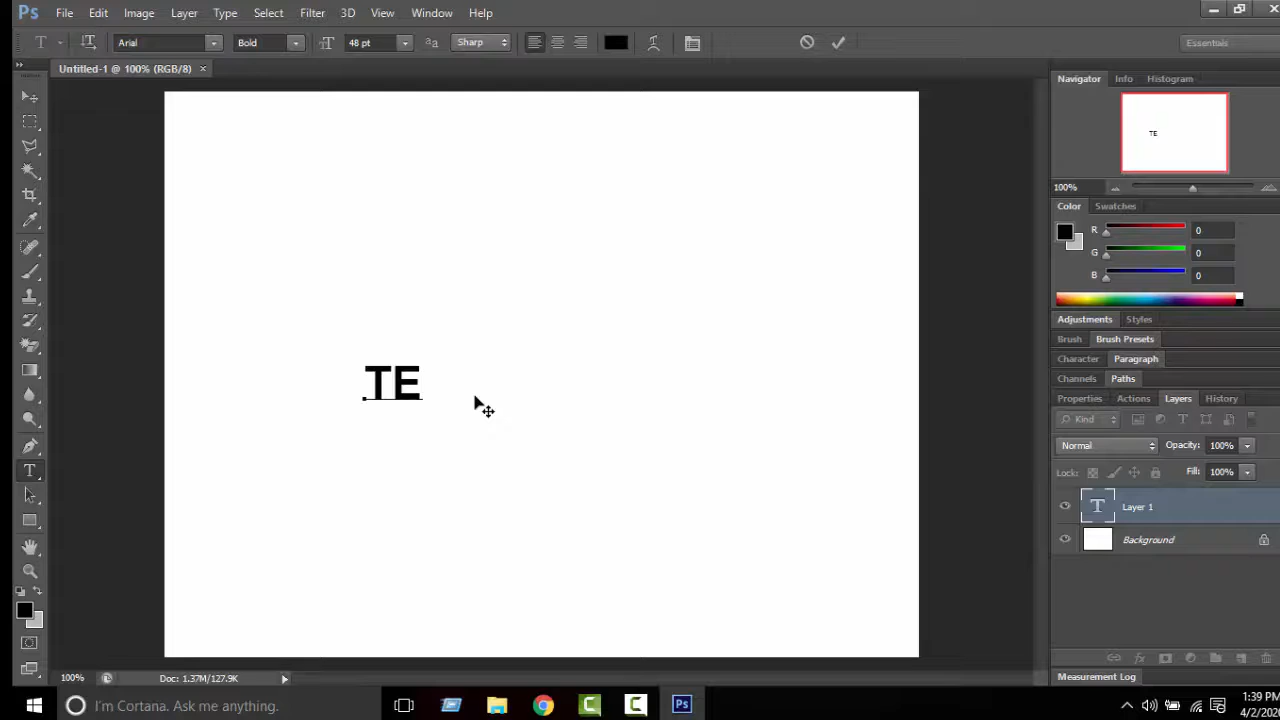 Ps File Edit Image Layer Type Select Filter 3D View Window Help
T Arial Bold 48 pt Sharp Essentials
Untitled-1 @ 100% (RGB/8) ×
Navigator Info Histogram
TE
100%
Color Swatches
R 0
G 0
B 0
Adjustments Styles
Brush Brush Presets
Character Paragraph
Channels Paths
TE
Properties Actions Layers History
Kind
Normal Opacity: 100%
Lock: Fill: 100%
T Layer 1
Background
100% Doc: 1.37M/127.9K
Measurement Log
I'm Cortana. Ask me anything.
1:39 PM